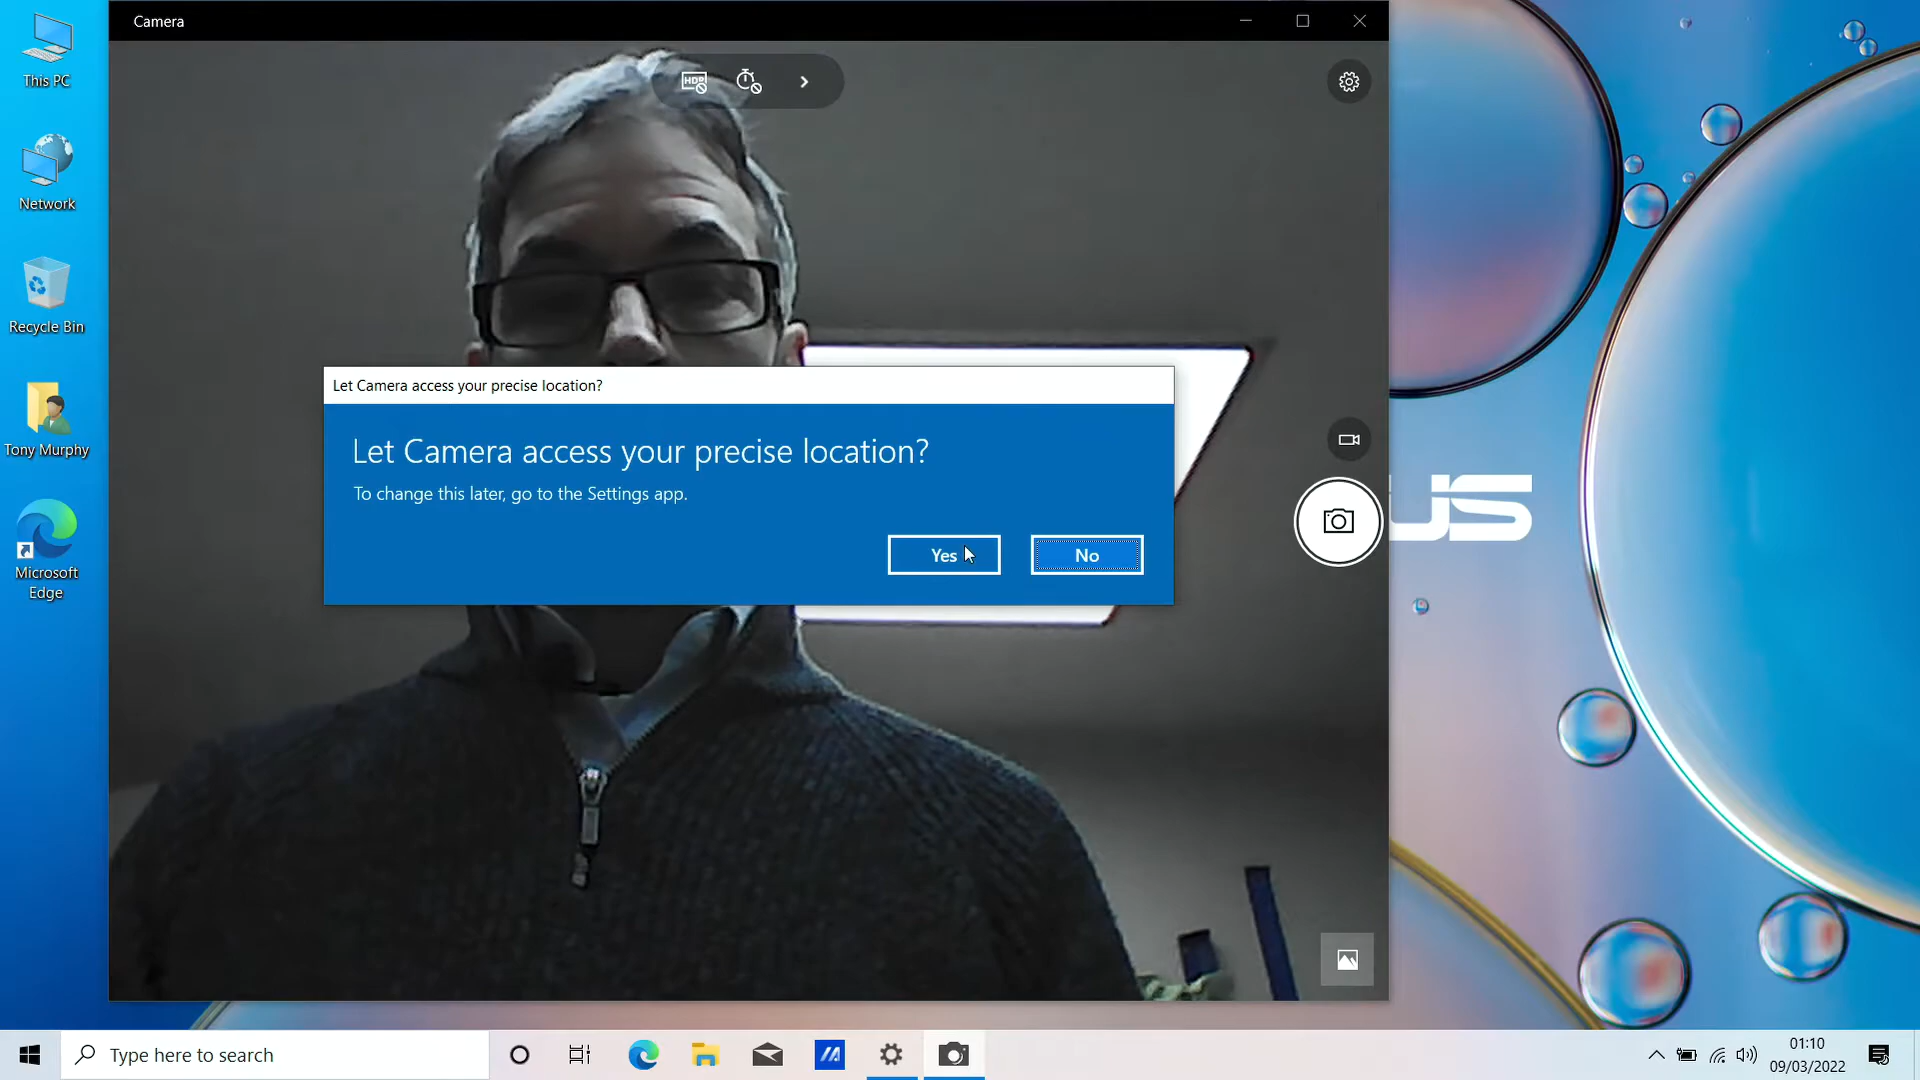 Camera
This PC
Network
Recycle Bin
Tony Murphy
Microsoft
Edge
HDR
Let Camera access your precise location?
Let Camera access your precise location?
To change this later, go to the Settings app.
Yes
No
US
Type here to search
01:10
09/03/2022